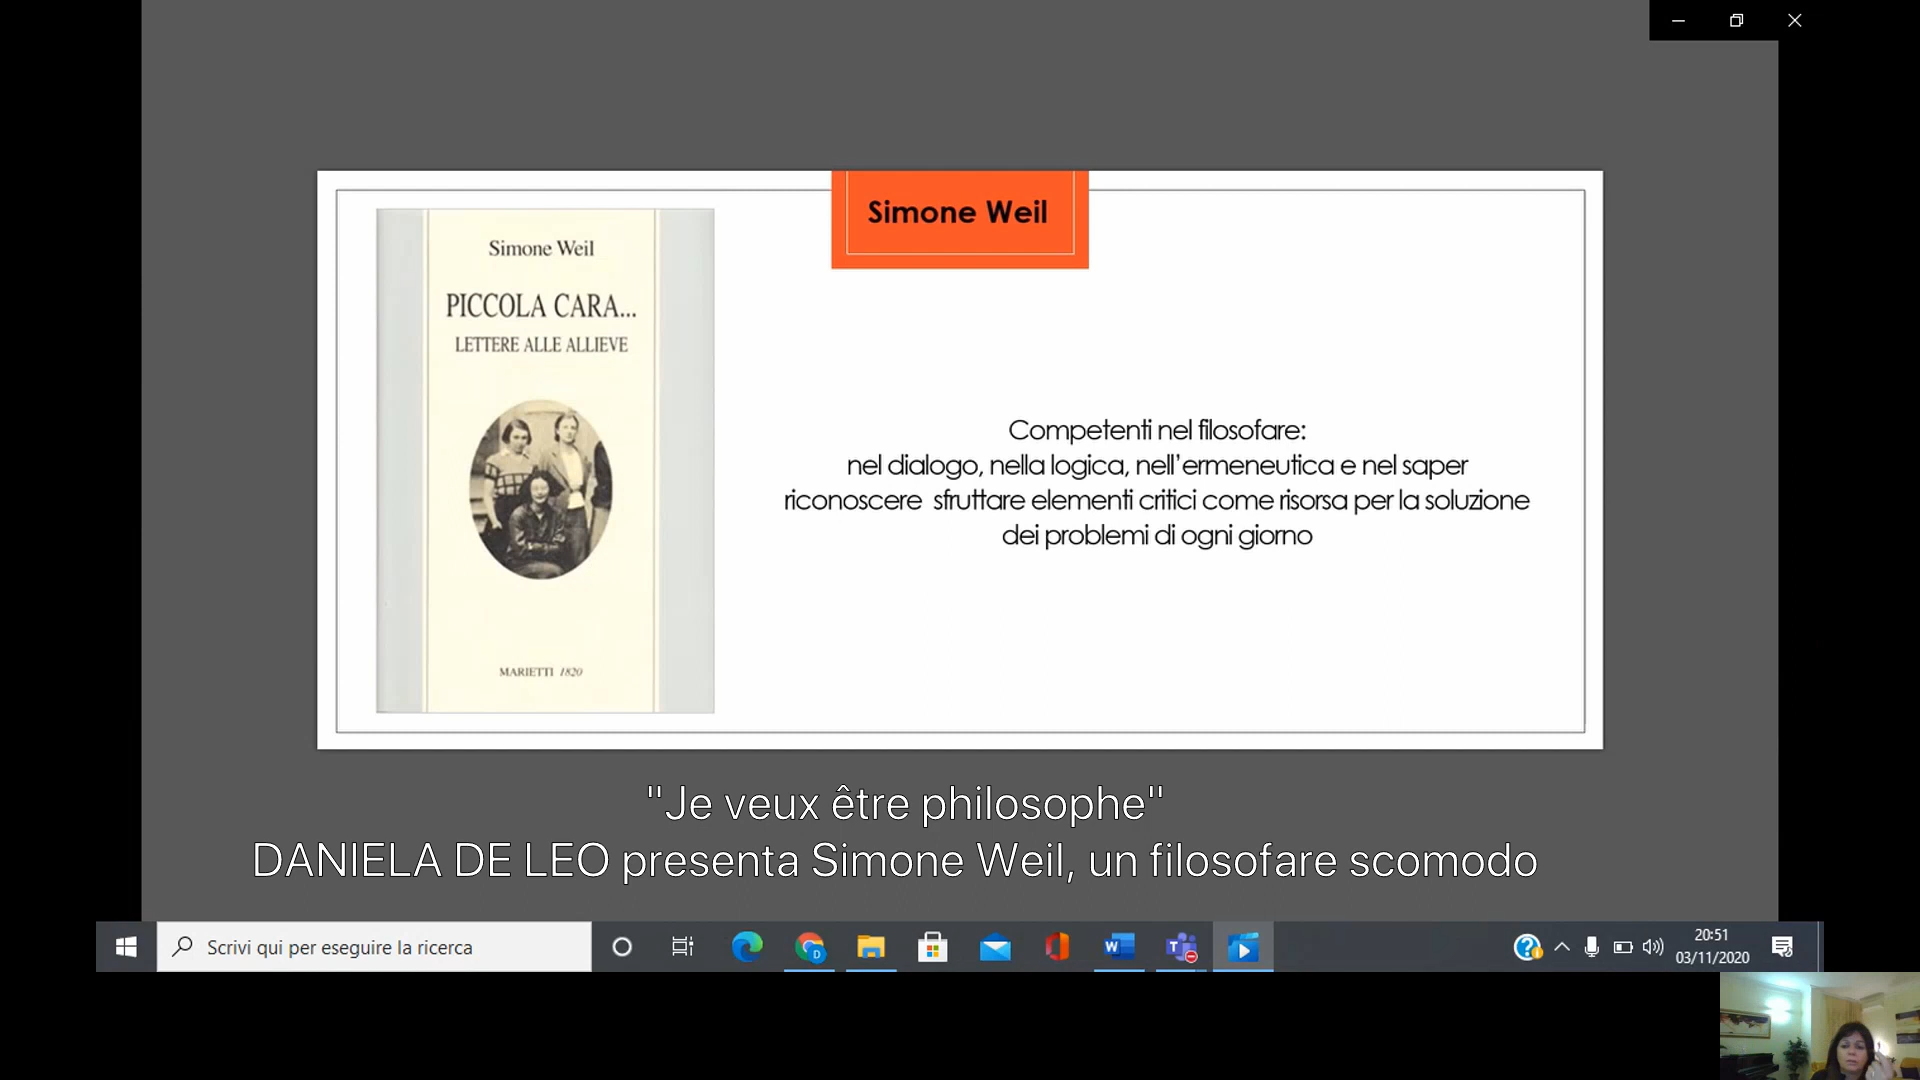 Simone Weil
Simone Weil
PICCOLA CARA...
LETTERE ALLE ALLIEVE
MARIETTI 1820
Competenti nel filosofare:
nel dialogo, nella logica, nell'ermeneutica e nel saper
riconoscere sfruttare elementi critici come risorsa per la soluzione
dei problemi di ogni giorno
"Je veux être philosophe"
DANIELA DE LEO presenta Simone Weil, un filosofare scomodo
Scrivi qui per eseguire la ricerca
20:51
03/11/2020